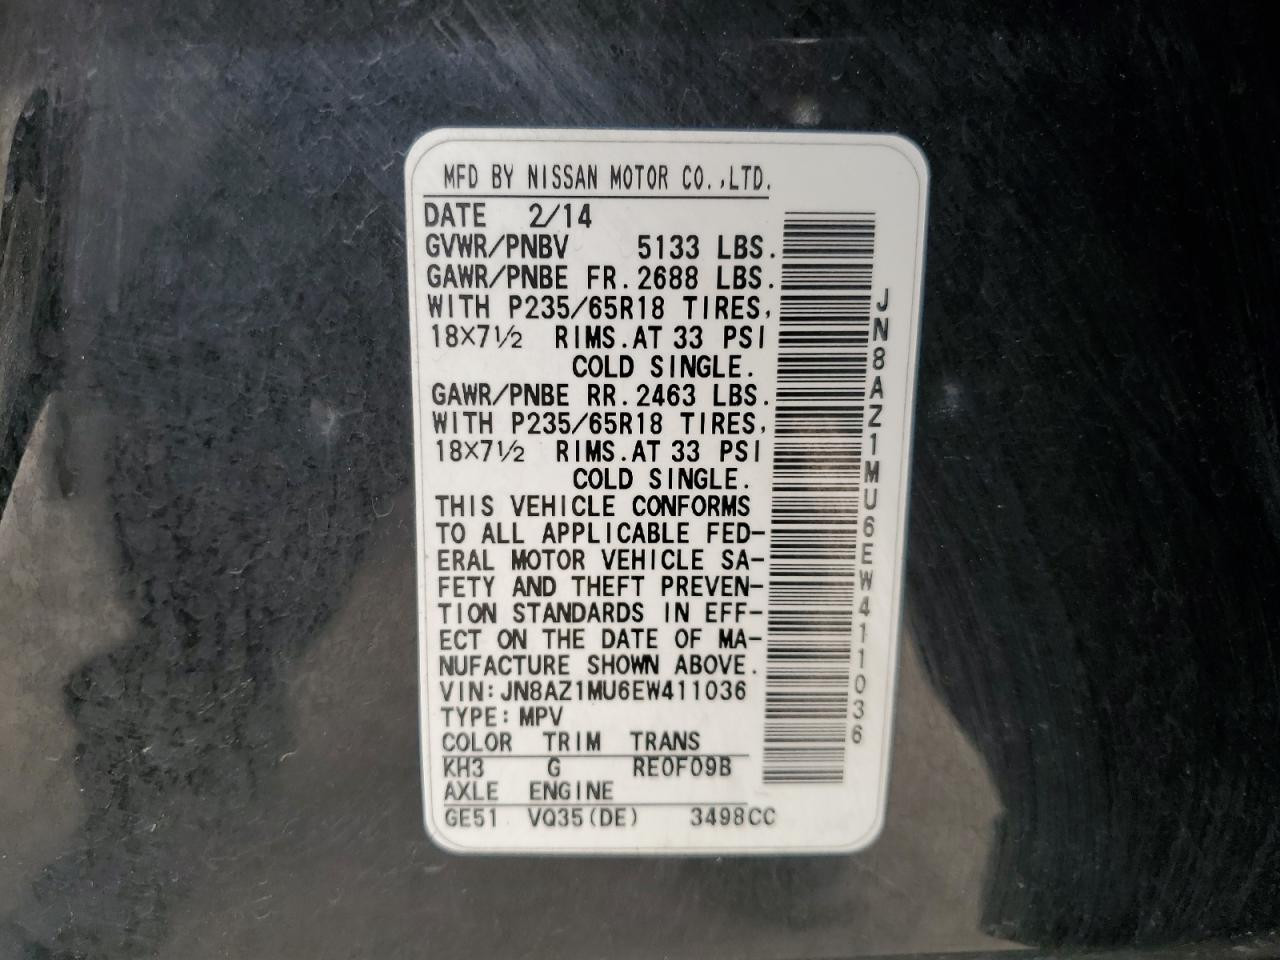 MFD BY NISSAN MOTOR CO.,LTD.
DATE 2/14
GVWR/PNBV 5133 LBS.
GAWR/PNBE FR.2688 LBS.
WITH P235/65R18 TIRES,
18×7½ RIMS.AT 33 PSI
COLD SINGLE.
GAWR/PNBE RR.2463 LBS.
WITH P235/65R18 TIRES,
18×7½ RIMS.AT 33 PSI
COLD SINGLE.
THIS VEHICLE CONFORMS
TO ALL APPLICABLE FED-
ERAL MOTOR VEHICLE SA-
FETY AND THEFT PREVEN-
TION STANDARDS IN EFF-
ECT ON THE DATE OF MA-
NUFACTURE SHOWN ABOVE.
VIN:JN8AZ1MU6EW411036
TYPE:MPV
COLOR TRIM TRANS
KH3 G RE0F09B
AXLE ENGINE
GE51 VQ35(DE) 3498CC
JN8AZ1MU6EW411036